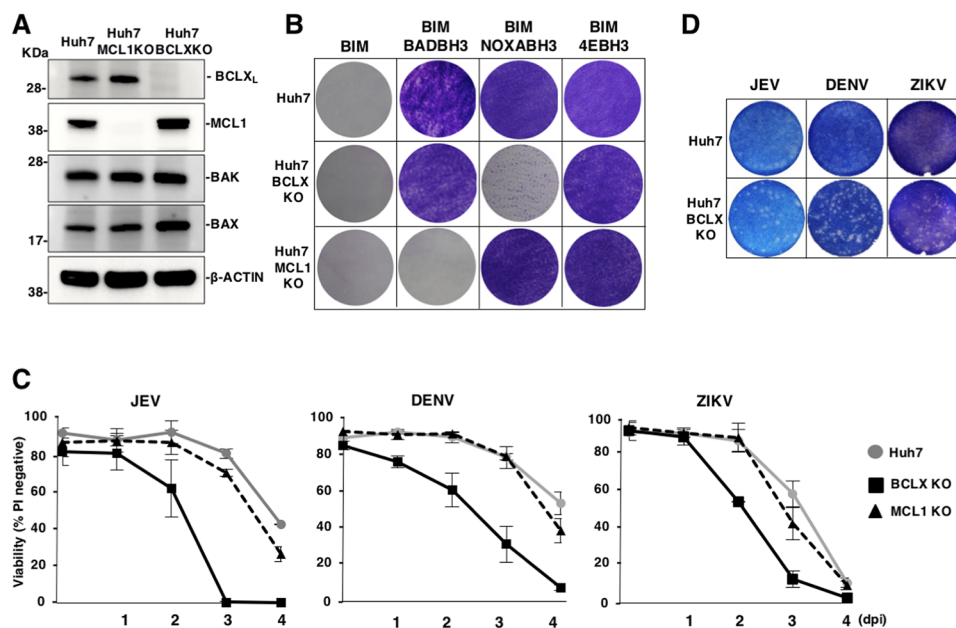 A
KDa
Huh7
Huh7
MCL1KO
Huh7
BCLXKO
28-
- BCLXL
38-
-MCL1
28-
-BAK
17-
-BAX
38-
-β-ACTIN
B
BIM
BIM
BADBH3
BIM
NOXABH3
BIM
4EBH3
Huh7
Huh7
BCLX
KO
Huh7
MCL1
KO
D
JEV
DENV
ZIKV
Huh7
Huh7
BCLX
KO
C
JEV
Viability (% PI negative)
100
80
60
40
20
0
1
2
3
4
DENV
100
80
60
40
20
0
1
2
3
4
ZIKV
100
80
60
40
20
0
1
2
3
4
(dpi)
Huh7
BCLX KO
MCL1 KO